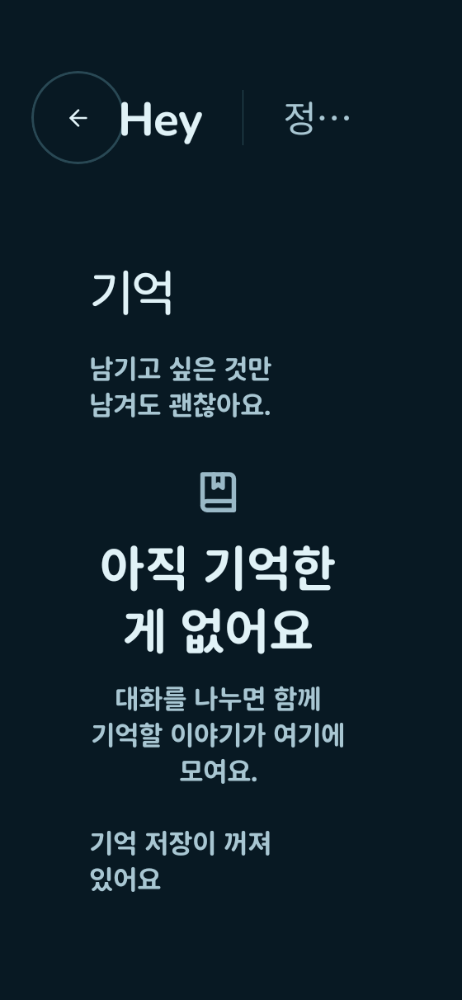 Hey
정…
기억
남기고 싶은 것만
남겨도 괜찮아요.
아직 기억한
게 없어요
대화를 나누면 함께
기억할 이야기가 여기에
모여요.
기억 저장이 꺼져
있어요